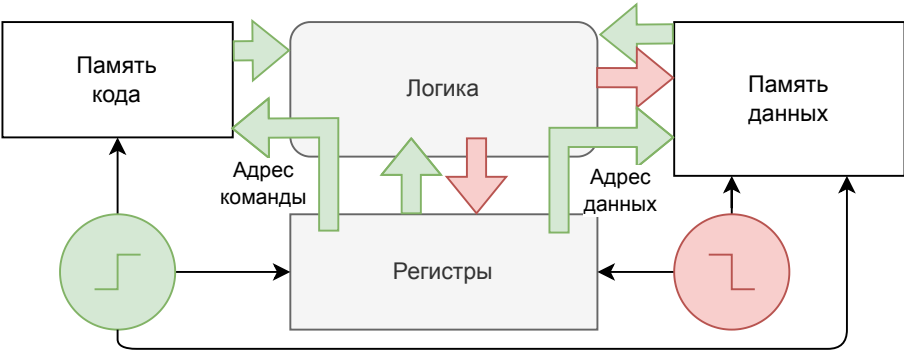 Память
кода
Логика
Память
данных
Адрес
команды
Адрес
данных
Регистры